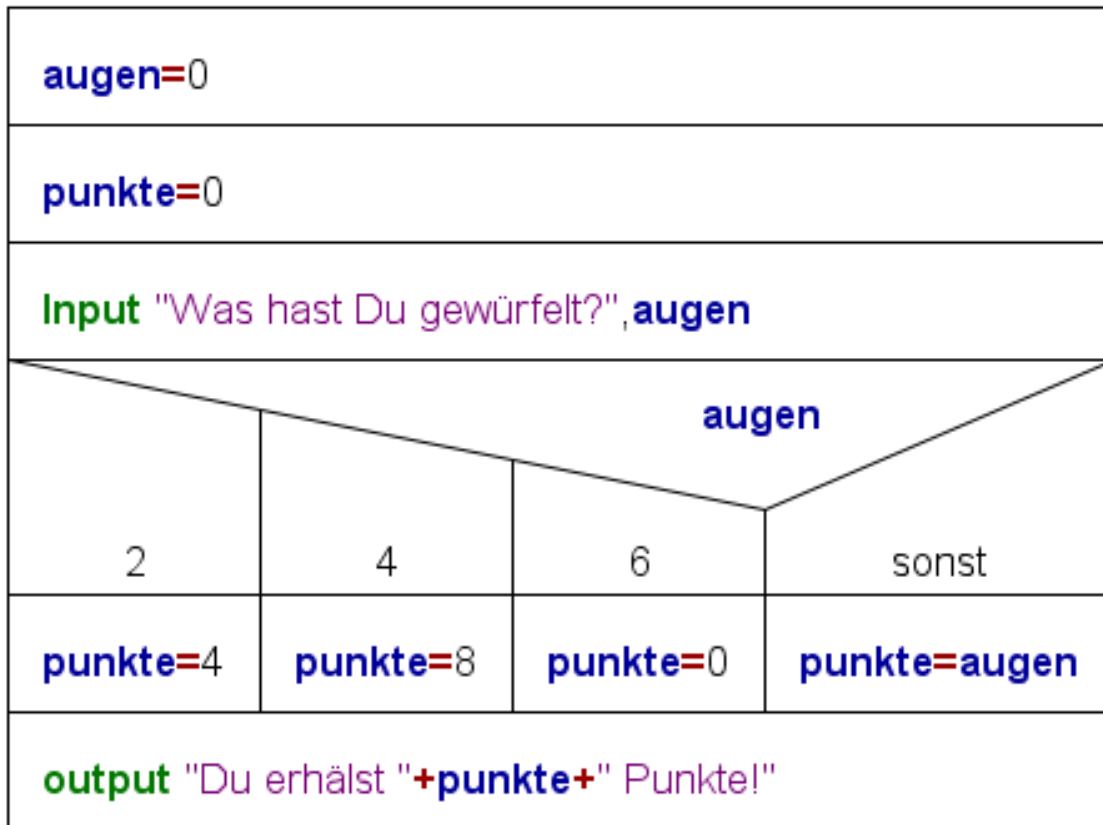 augen=0
punkte=0
Input "Was hast Du gewürfelt?",augen
augen
2 4 6 sonst
punkte=4 punkte=8 punkte=0 punkte=augen
output "Du erhälst "+punkte+" Punkte!"